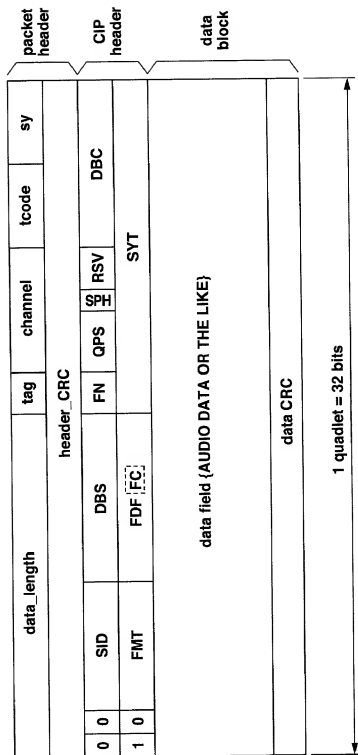 data_length tag channel tcode sy
packet header
header_CRC
0 0 SID DBS FN QPS SPH RSV DBC
CIP header
1 0 FMT FDF FC SYT
data field {AUDIO DATA OR THE LIKE}
data block
data CRC
1 quadlet = 32 bits